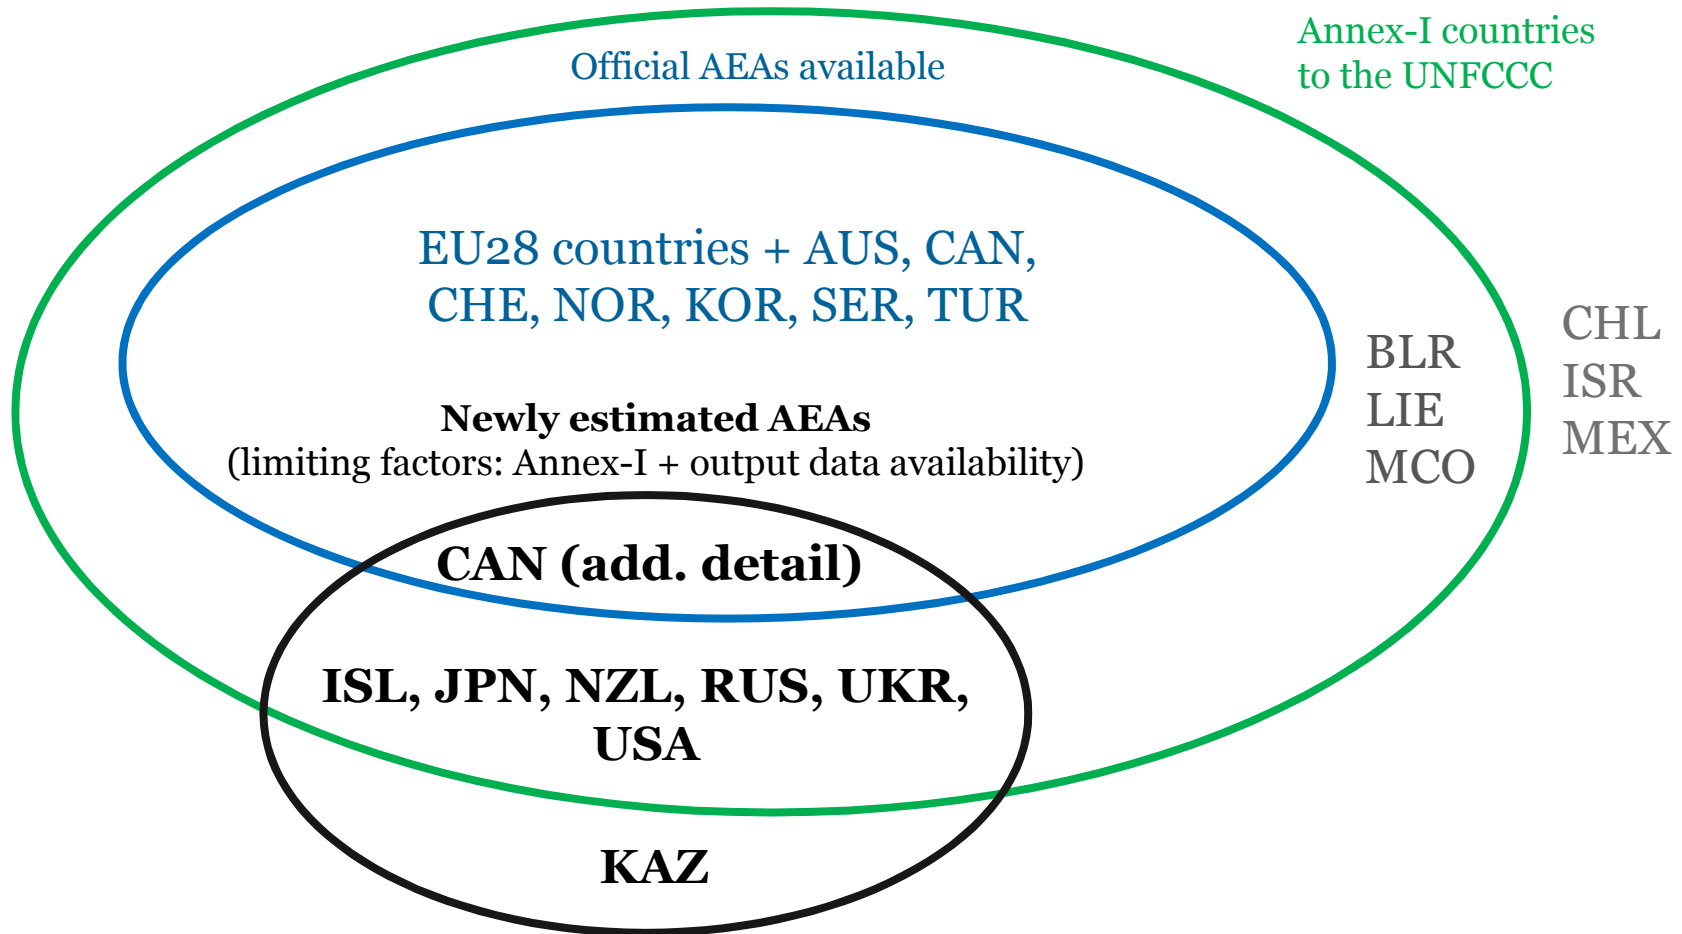 Annex-I countries
to the UNFCCC
Official AEAs available
EU28 countries + AUS, CAN,
CHE, NOR, KOR, SER, TUR
CHL
ISR
MEX
BLR
LIE
MCO
Newly estimated AEAs
(limiting factors: Annex-I + output data availability)
CAN (add. detail)
ISL, JPN, NZL, RUS, UKR,
USA
KAZ